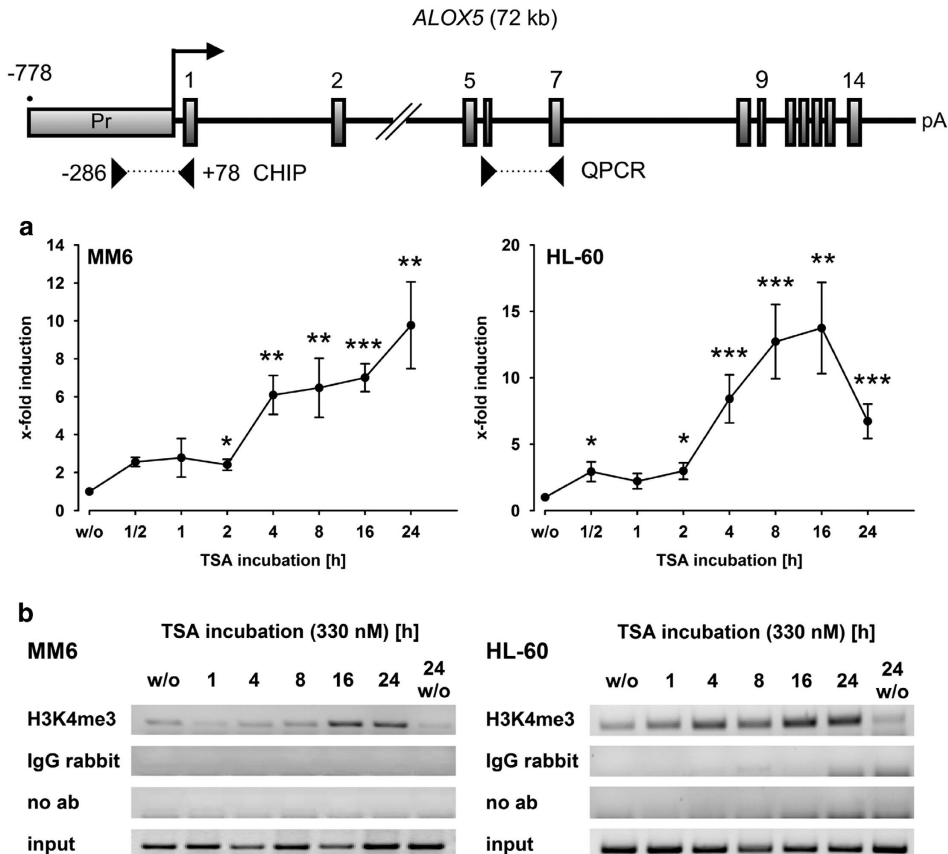 ALOX5 (72 kb)
-778
1 2 5 7 9 14
Pr
pA
-286 +78 CHIP QPCR
a
MM6
x-fold induction
14
12
10
8
6
4
2
0
* ** ** *** **
w/o 1/2 1 2 4 8 16 24
TSA incubation [h]
HL-60
x-fold induction
20
15
10
5
0
* * *** *** ** ***
w/o 1/2 1 2 4 8 16 24
TSA incubation [h]
b
MM6
TSA incubation (330 nM) [h]
w/o 1 4 8 16 24 24 w/o
H3K4me3
IgG rabbit
no ab
input
HL-60
TSA incubation (330 nM) [h]
w/o 1 4 8 16 24 24 w/o
H3K4me3
IgG rabbit
no ab
input